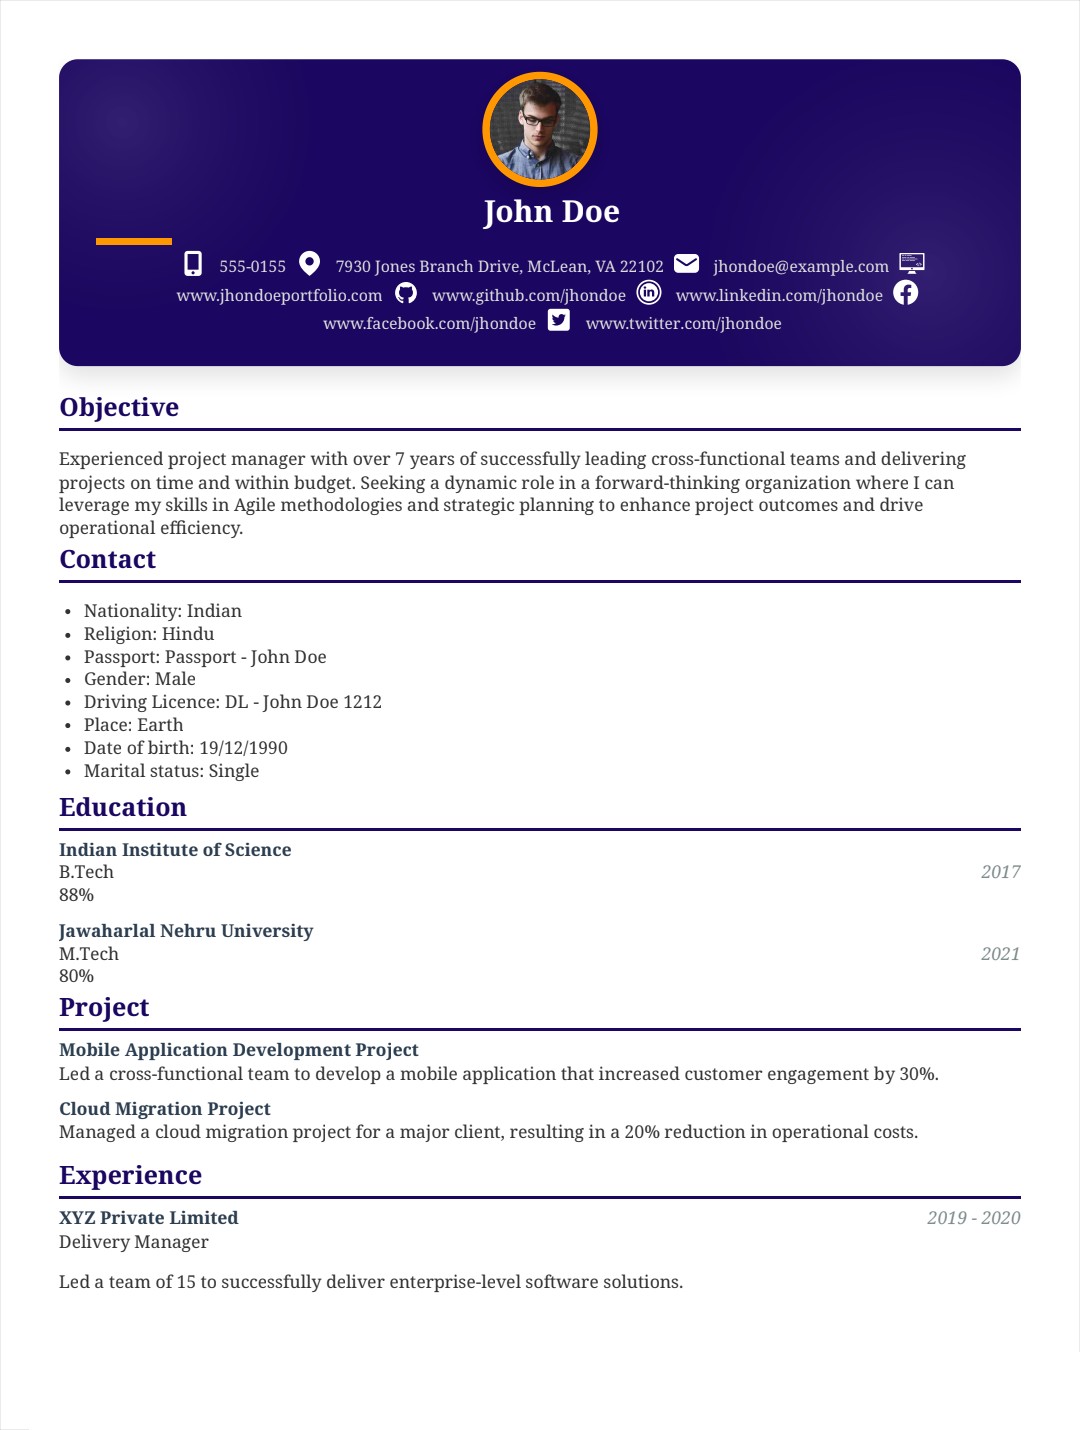 John Doe
555-0155 7930 Jones Branch Drive, McLean, VA 22102 jhondoe@example.com
www.jhondoeportfolio.com www.github.com/jhondoe www.linkedin.com/jhondoe
www.facebook.com/jhondoe www.twitter.com/jhondoe
Objective
Experienced project manager with over 7 years of successfully leading cross-functional teams and delivering
projects on time and within budget. Seeking a dynamic role in a forward-thinking organization where I can
leverage my skills in Agile methodologies and strategic planning to enhance project outcomes and drive
operational efficiency.
Contact
• Nationality: Indian
• Religion: Hindu
• Passport: Passport - John Doe
• Gender: Male
• Driving Licence: DL - John Doe 1212
• Place: Earth
• Date of birth: 19/12/1990
• Marital status: Single
Education
Indian Institute of Science
B.Tech 2017
88%
Jawaharlal Nehru University
M.Tech 2021
80%
Project
Mobile Application Development Project
Led a cross-functional team to develop a mobile application that increased customer engagement by 30%.
Cloud Migration Project
Managed a cloud migration project for a major client, resulting in a 20% reduction in operational costs.
Experience
XYZ Private Limited 2019 - 2020
Delivery Manager
Led a team of 15 to successfully deliver enterprise-level software solutions.